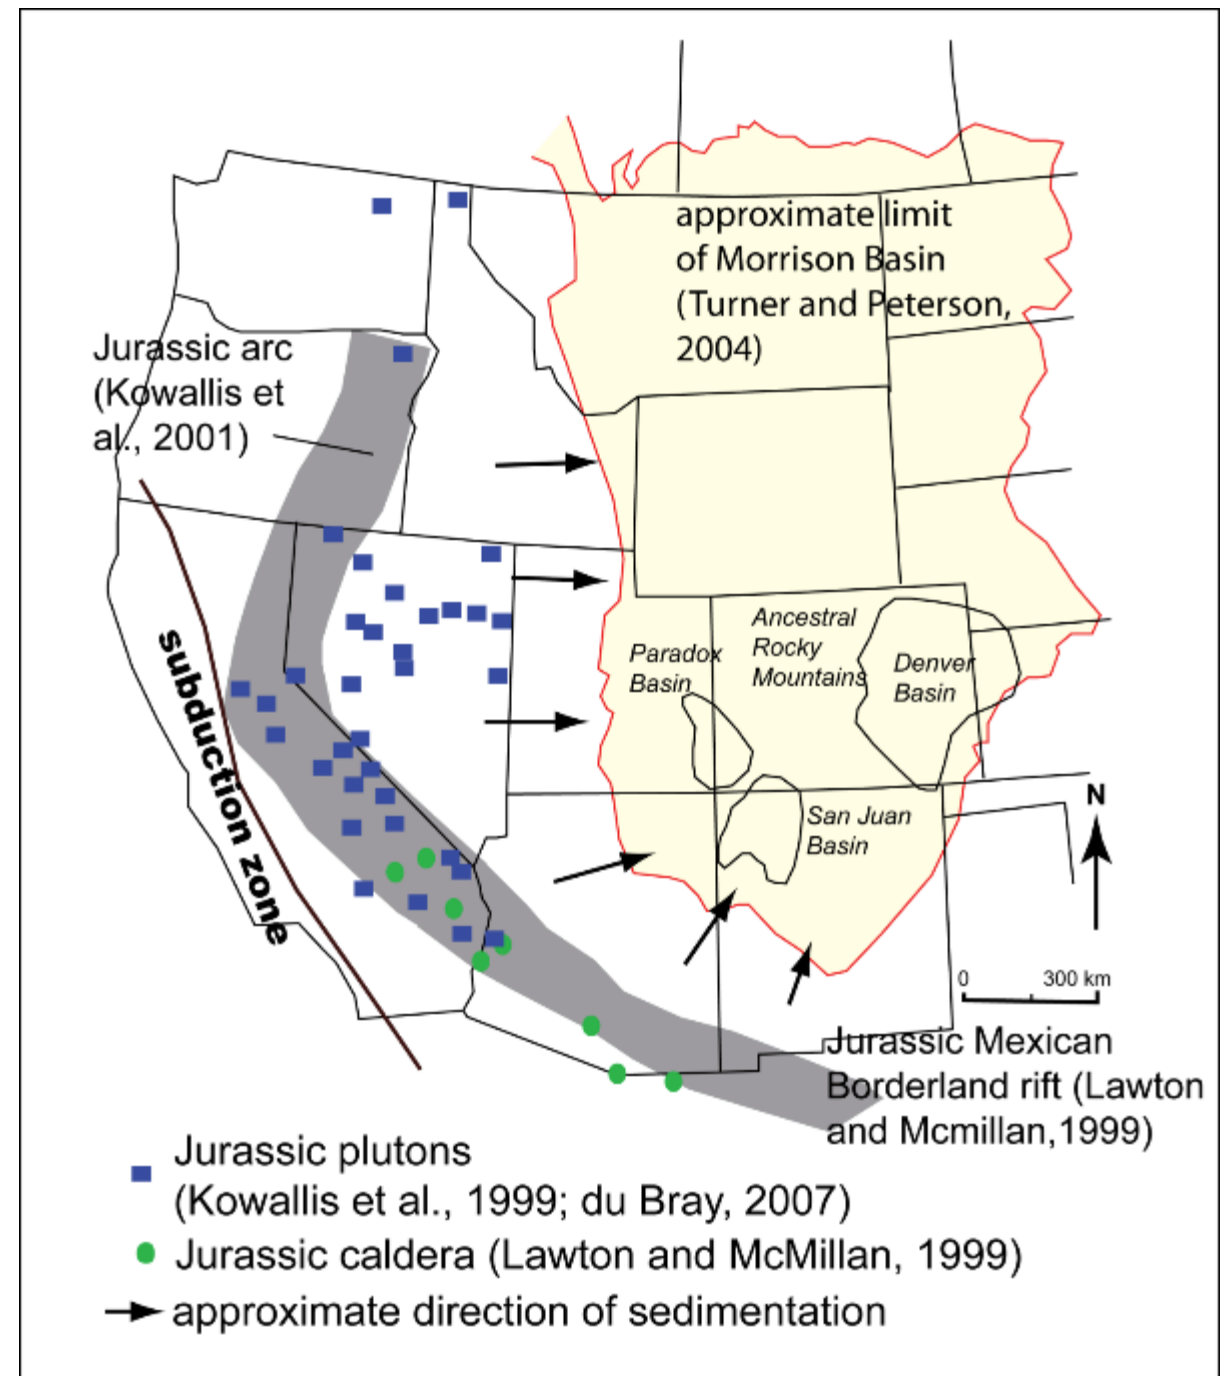 approximate limit
of Morrison Basin
(Turner and Peterson,
2004)
Jurassic arc
(Kowallis et
al., 2001)
subduction zone
Paradox
Basin
Ancestral
Rocky
Mountains
Denver
Basin
San Juan
Basin
N
0 300 km
Jurassic Mexican
Borderland rift (Lawton
and Mcmillan,1999)
Jurassic plutons
(Kowallis et al., 1999; du Bray, 2007)
Jurassic caldera (Lawton and McMillan, 1999)
approximate direction of sedimentation